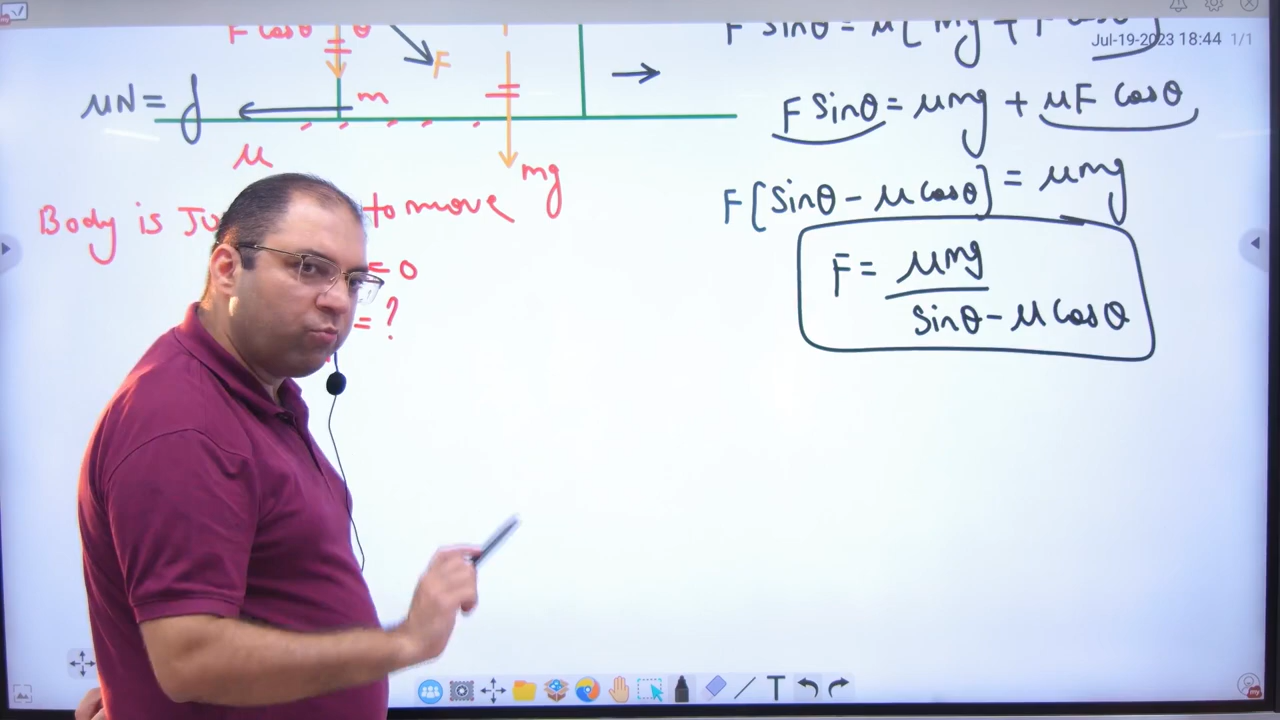 F cosθ θ
F
m
μN = f
μ
mg
Body is Ju to move
= 0
= ?
F sinθ = μ[mg + F cosθ]
Jul-19-2023 18:44 1/1
F Sinθ = μmg + μF Cosθ
F[Sinθ - μ Cosθ] = μmg
F = μmg
Sinθ - μ Cosθ
T